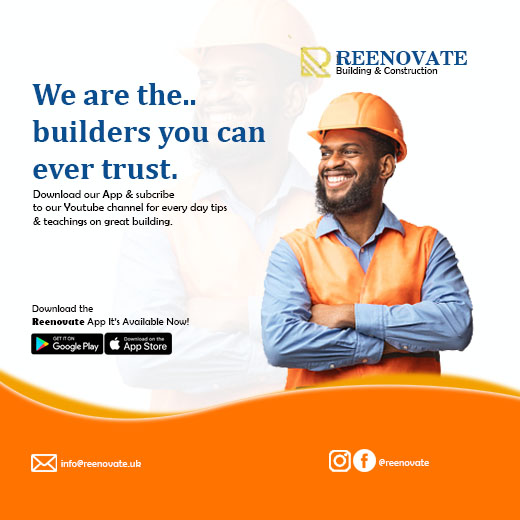 REENOVATE
Building & Construction
We are the..
builders you can
ever trust.
Download our App & subcribe
to our Youtube channel for every day tips
& teachings on great building.
Download the
Reenovate App It's Available Now!
GET IT ON
Google Play
Download on the
App Store
info@reenovate.uk
@reenovate